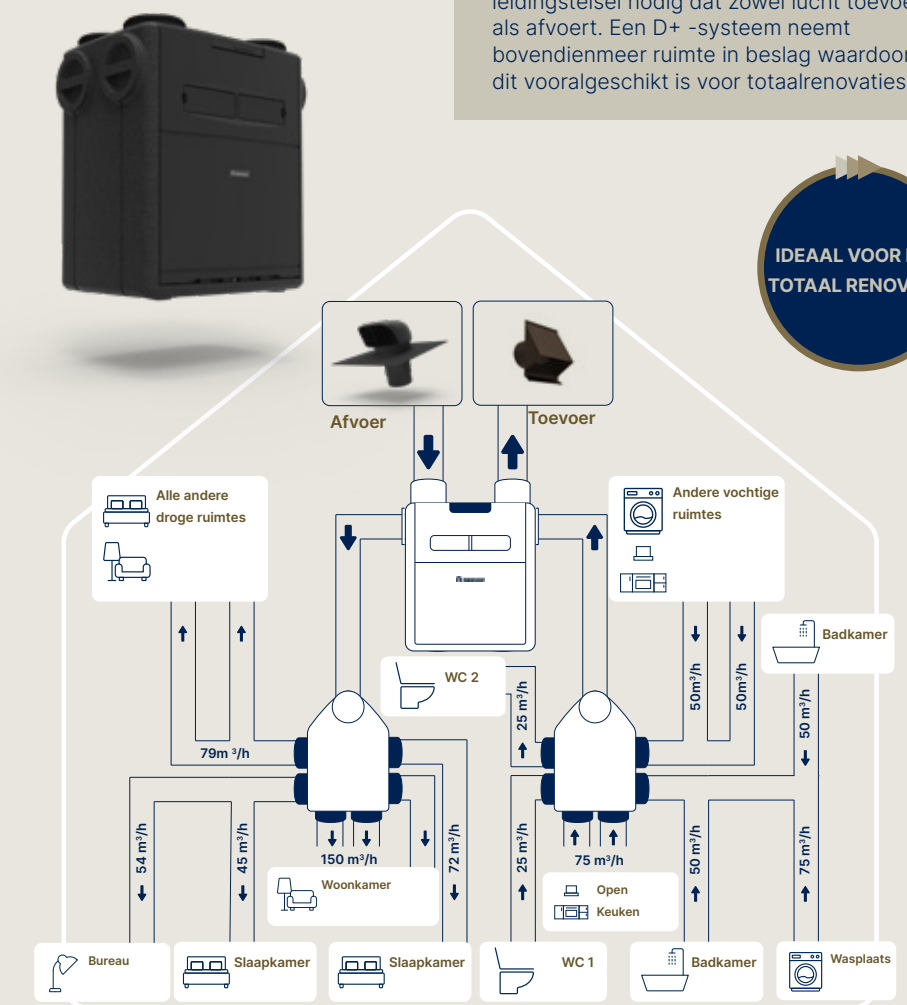 als afvoert. Een D+ -systeem neemt
bovendienmeer ruimte in beslag waardoor
dit vooralgeschikt is voor totaalrenovaties
IDEAAL VOOR
TOTAAL
Afvoer
Toevoer
Alle andere
droge ruimtes
Andere vochtige
ruimtes
Badkamer
WC 2
25 m³/h
50m³/h
50m³/h
50 m³/h
79m ³/h
54 m³/h
45 m³/h
150 m³/h
72 m³/h
25 m³/h
75 m³/h
50 m³/h
75 m³/h
Woonkamer
Open
Keuken
Bureau
Slaapkamer
Slaapkamer
WC 1
Badkamer
Wasplaats